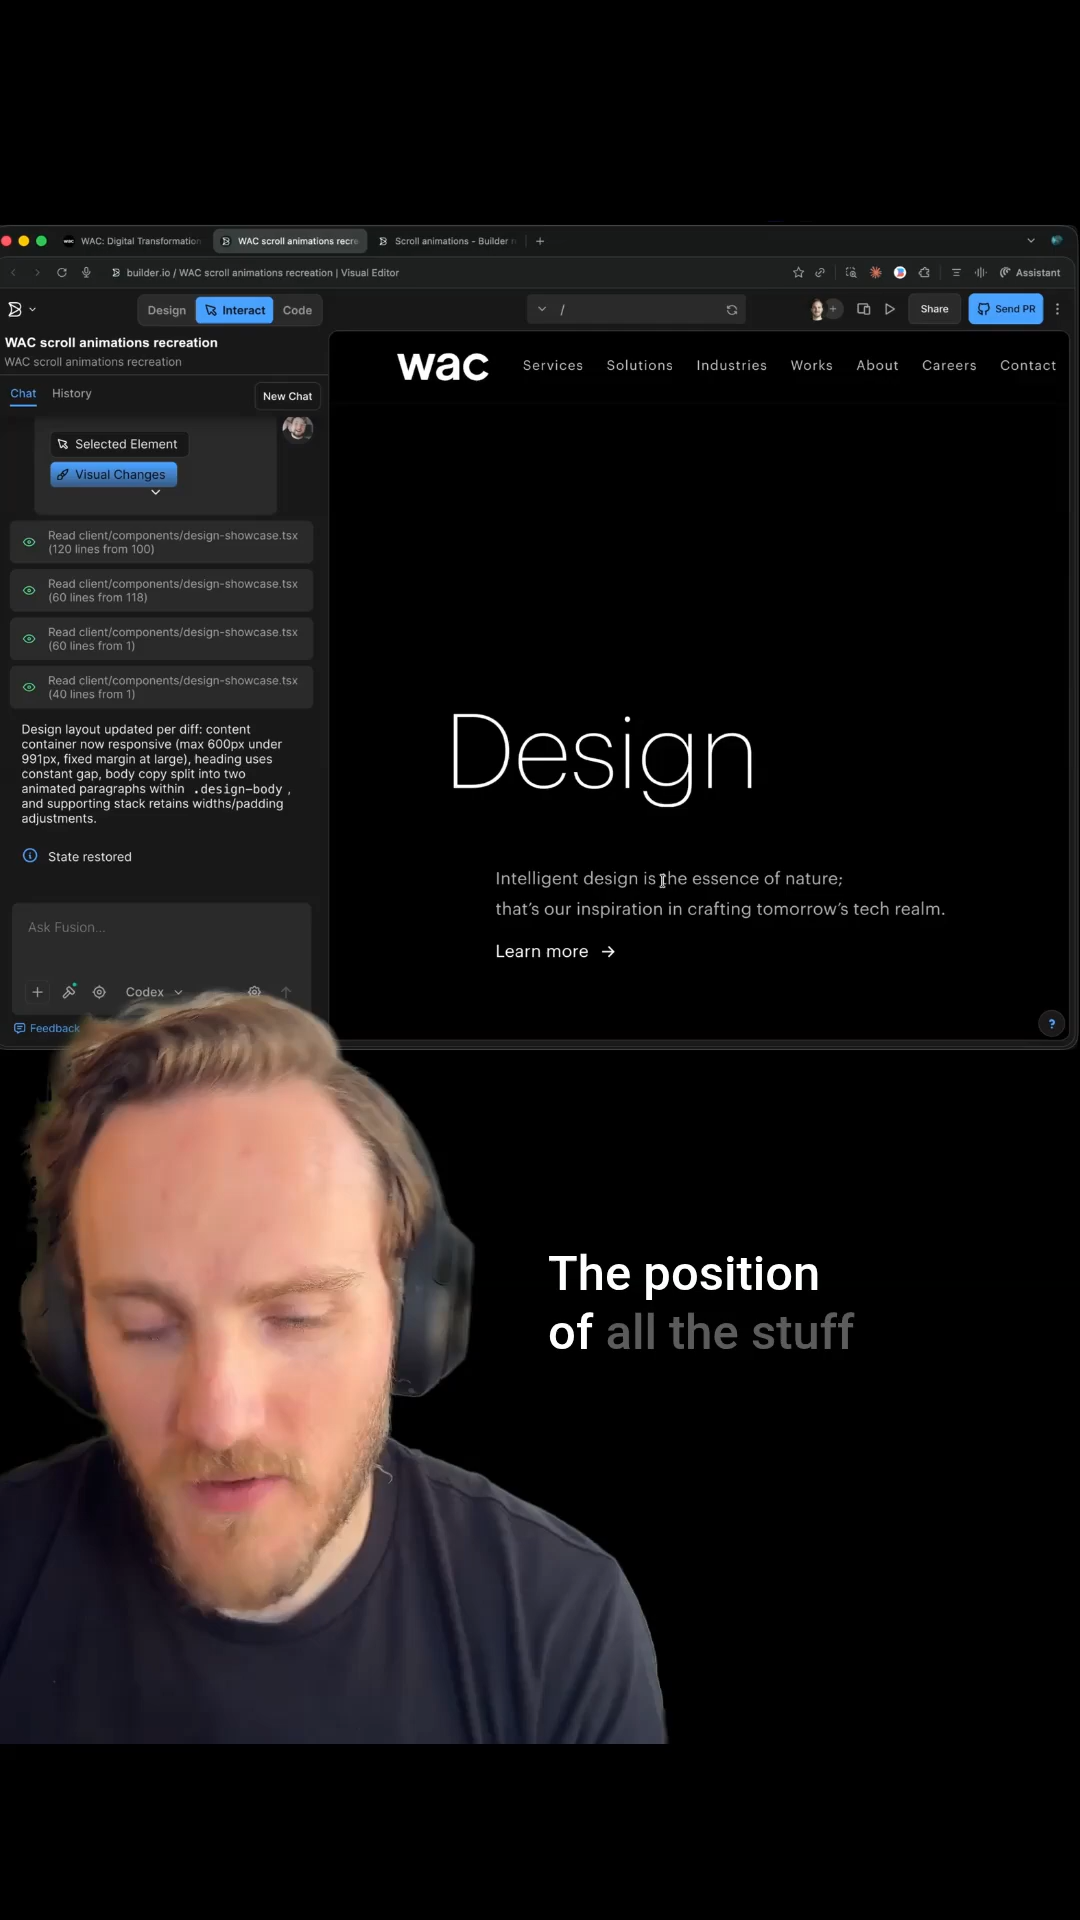 WAC: Digital Transformation
WAC scroll animations recre
Scroll animations - Builder
builder.io / WAC scroll animations recreation | Visual Editor
Assistant
Design
Interact
Code
/
Share
Send PR
WAC scroll animations recreation
WAC scroll animations recreation
Chat
History
New Chat
Selected Element
Visual Changes
Read client/components/design-showcase.tsx
(120 lines from 100)
Read client/components/design-showcase.tsx
(60 lines from 118)
Read client/components/design-showcase.tsx
(60 lines from 1)
Read client/components/design-showcase.tsx
(40 lines from 1)
Design layout updated per diff: content
container now responsive (max 600px under
991px, fixed margin at large), heading uses
constant gap, body copy split into two
animated paragraphs within .design-body ,
and supporting stack retains widths/padding
adjustments.
State restored
Ask Fusion...
Codex
Feedback
wac
Services
Solutions
Industries
Works
About
Careers
Contact
Design
Intelligent design is the essence of nature;
that's our inspiration in crafting tomorrow's tech realm.
Learn more →
?
The position
of all the stuff